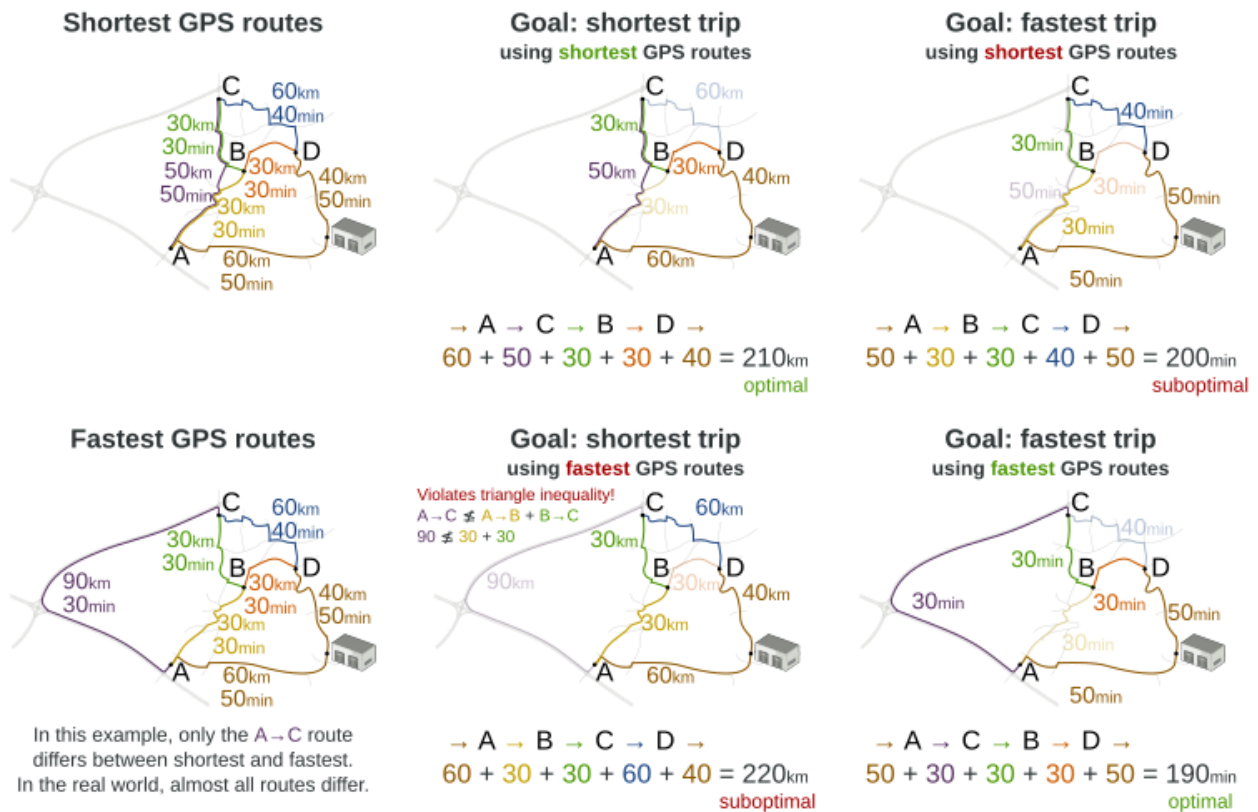 Shortest GPS routes
C
60km
40min
30km
30min
B
D
50km
50min
30km
30min
40km
50min
30km
30min
A
60km
50min
Goal: shortest trip
using shortest GPS routes
C
60km
30km
B
D
50km
30km
40km
30km
A
60km
→ A → C → B → D →
60 + 50 + 30 + 30 + 40 = 210km
optimal
Goal: fastest trip
using shortest GPS routes
C
40min
30min
B
D
50min
30min
50min
30min
A
50min
→ A → B → C → D →
50 + 30 + 30 + 40 + 50 = 200min
suboptimal
Fastest GPS routes
C
60km
40min
30km
30min
B
D
90km
30min
30km
30min
40km
50min
30km
30min
A
60km
50min
In this example, only the A→C route
differs between shortest and fastest.
In the real world, almost all routes differ.
Goal: shortest trip
using fastest GPS routes
Violates triangle inequality!
A→C ≰ A→B + B→C
90 ≰ 30 + 30
C
60km
30km
B
D
90km
30km
40km
30km
A
60km
→ A → B → C → D →
60 + 30 + 30 + 60 + 40 = 220km
suboptimal
Goal: fastest trip
using fastest GPS routes
C
40min
30min
B
D
30min
30min
50min
30min
A
50min
→ A → C → B → D →
50 + 30 + 30 + 30 + 50 = 190min
optimal